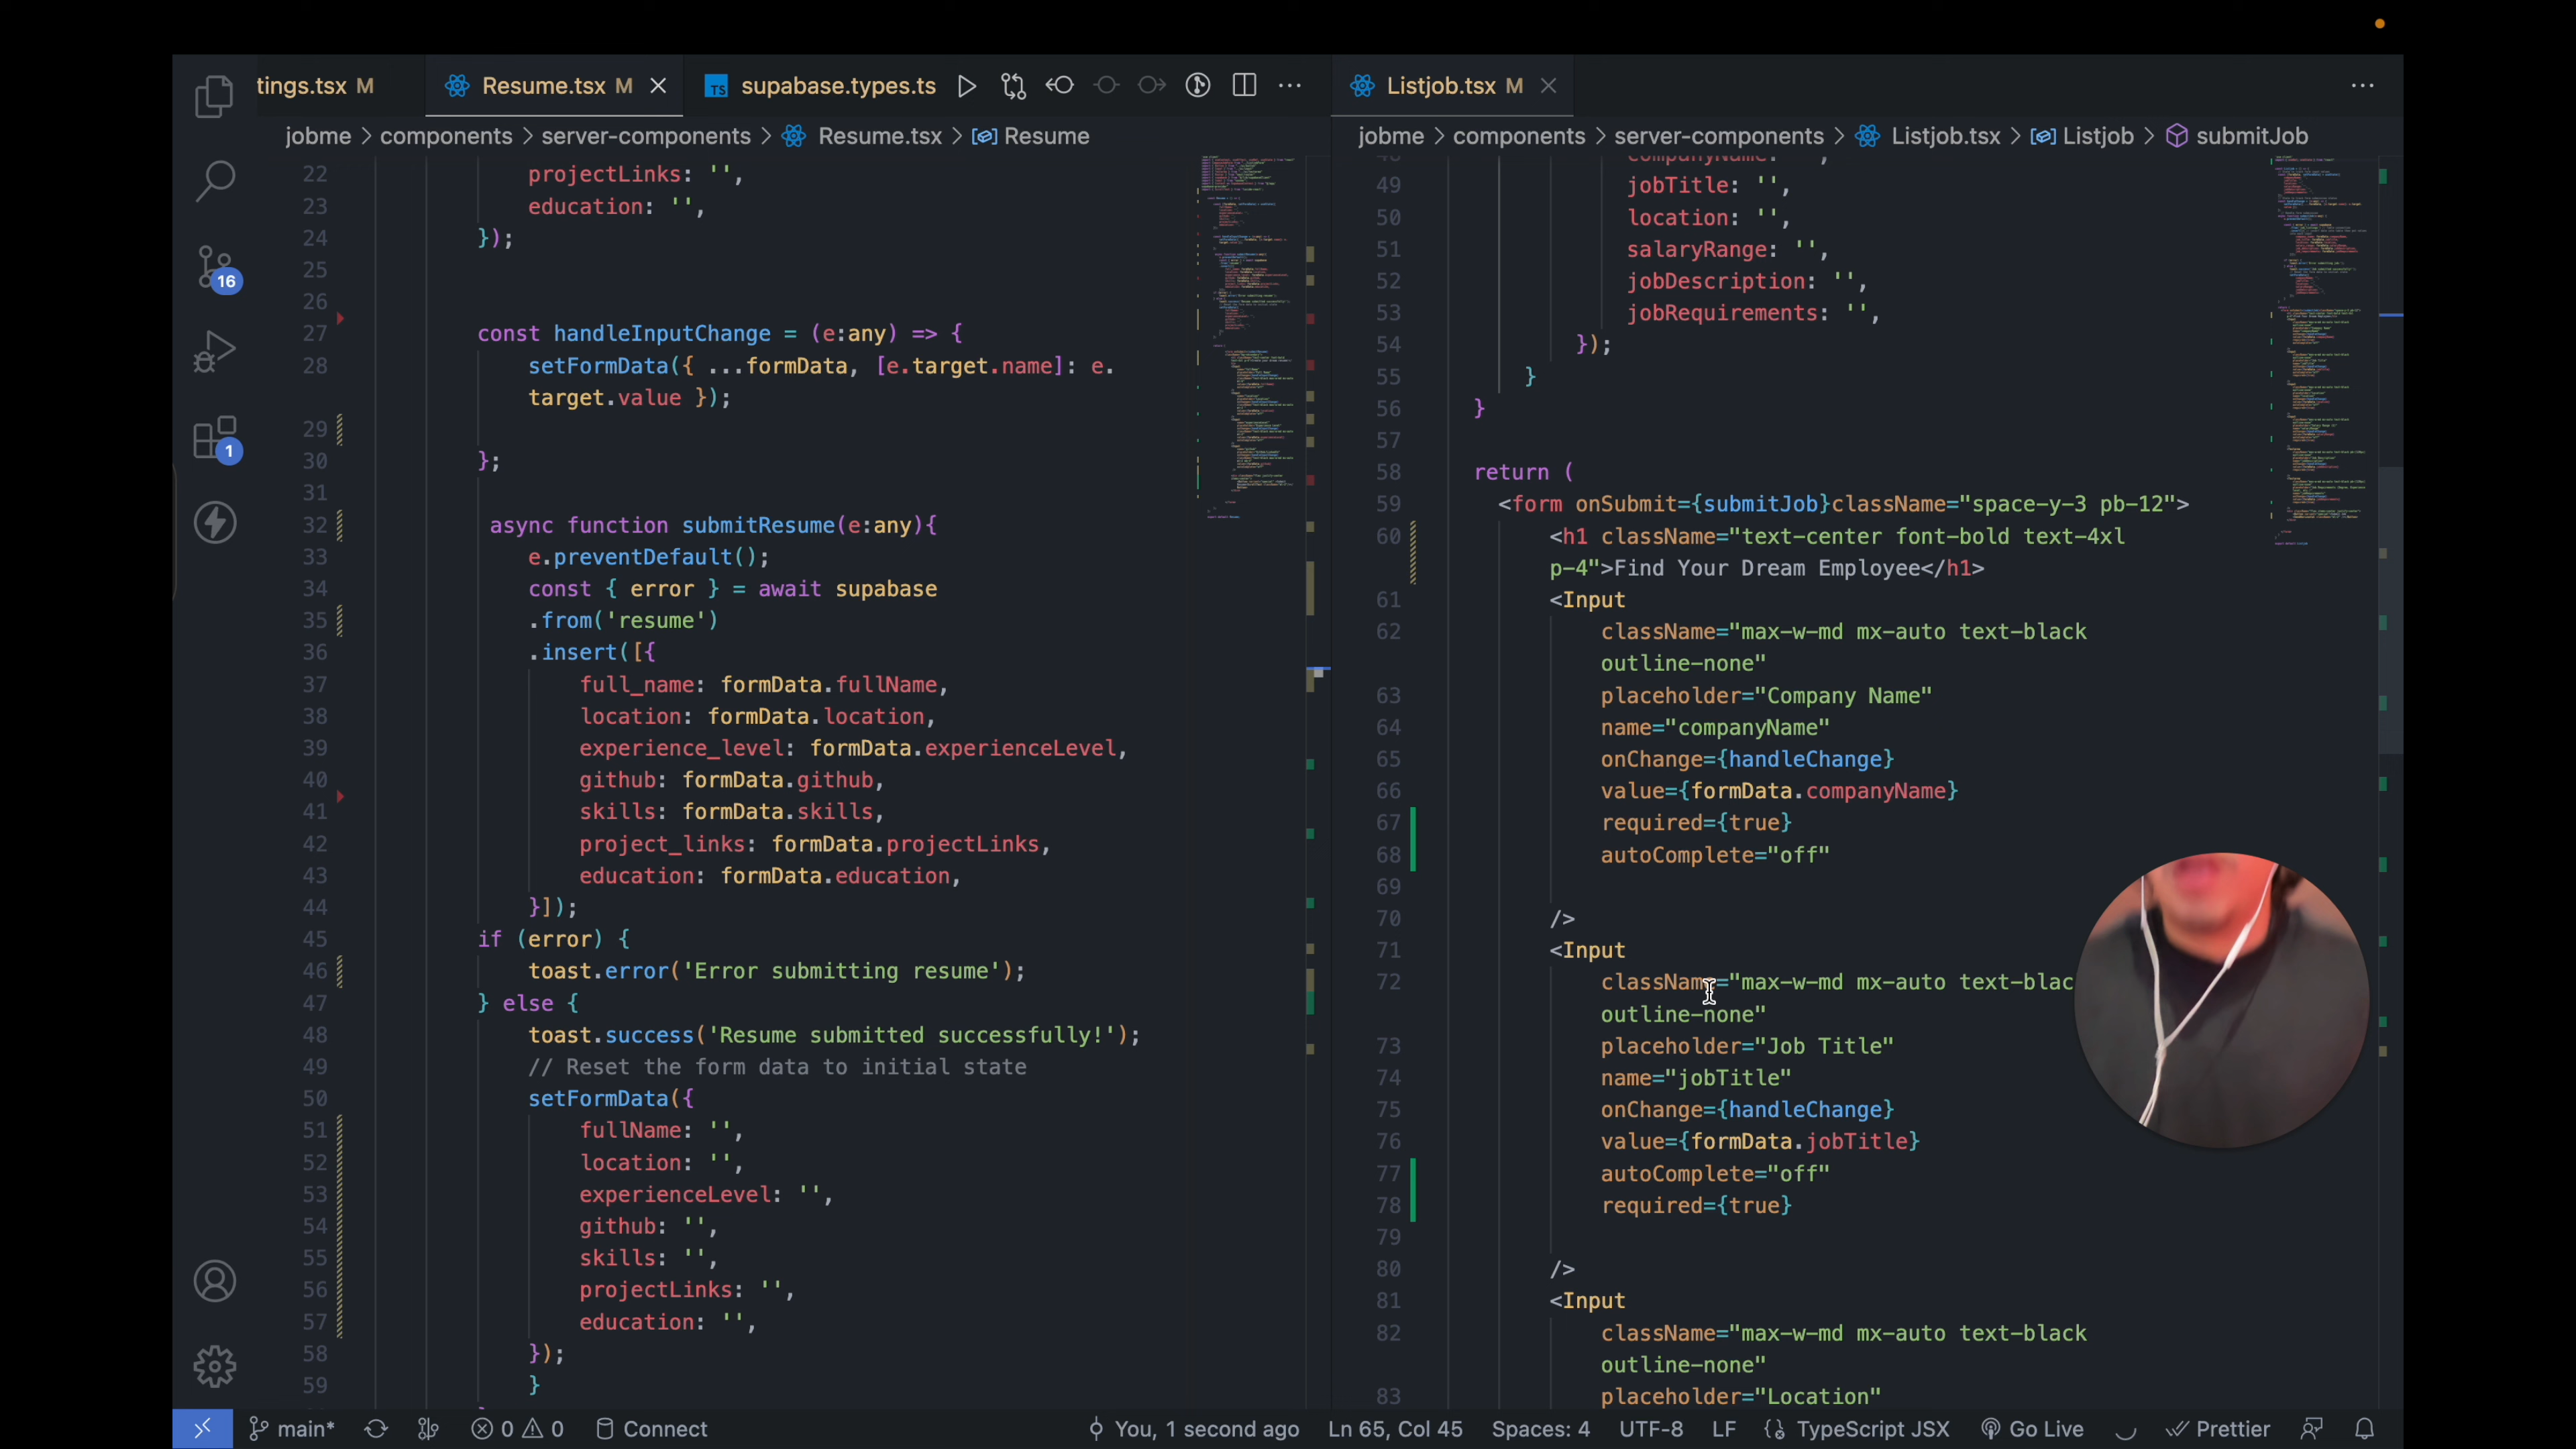 tings.tsx M
Resume.tsx M
supabase.types.ts
Listjob.tsx M
jobme > components > server-components > Resume.tsx > Resume
jobme > components > server-components > Listjob.tsx > Listjob > submitJob
22 projectLinks: '',
23 education: '',
24 });
25
26
27 const handleInputChange = (e:any) => {
28 setFormData({ ...formData, [e.target.name]: e.
target.value });
29
30 };
31
32 async function submitResume(e:any){
33 e.preventDefault();
34 const { error } = await supabase
35 .from('resume')
36 .insert([{
37 full_name: formData.fullName,
38 location: formData.location,
39 experience_level: formData.experienceLevel,
40 github: formData.github,
41 skills: formData.skills,
42 project_links: formData.projectLinks,
43 education: formData.education,
44 }]);
45 if (error) {
46 toast.error('Error submitting resume');
47 } else {
48 toast.success('Resume submitted successfully!');
49 // Reset the form data to initial state
50 setFormData({
51 fullName: '',
52 location: '',
53 experienceLevel: '',
54 github: '',
55 skills: '',
56 projectLinks: '',
57 education: '',
58 });
59 }
companyName: '',
49 jobTitle: '',
50 location: '',
51 salaryRange: '',
52 jobDescription: '',
53 jobRequirements: '',
54 });
55 }
56 }
57
58 return (
59 <form onSubmit={submitJob}className="space-y-3 pb-12">
60 <h1 className="text-center font-bold text-4xl
p-4">Find Your Dream Employee</h1>
61 <Input
62 className="max-w-md mx-auto text-black
outline-none"
63 placeholder="Company Name"
64 name="companyName"
65 onChange={handleChange}
66 value={formData.companyName}
67 required={true}
68 autoComplete="off"
69
70 />
71 <Input
72 className="max-w-md mx-auto text-blac
outline-none"
73 placeholder="Job Title"
74 name="jobTitle"
75 onChange={handleChange}
76 value={formData.jobTitle}
77 autoComplete="off"
78 required={true}
79
80 />
81 <Input
82 className="max-w-md mx-auto text-black
outline-none"
83 placeholder="Location"
16
1
main* 0 0 Connect You, 1 second ago Ln 65, Col 45 Spaces: 4 UTF-8 LF TypeScript JSX Go Live Prettier